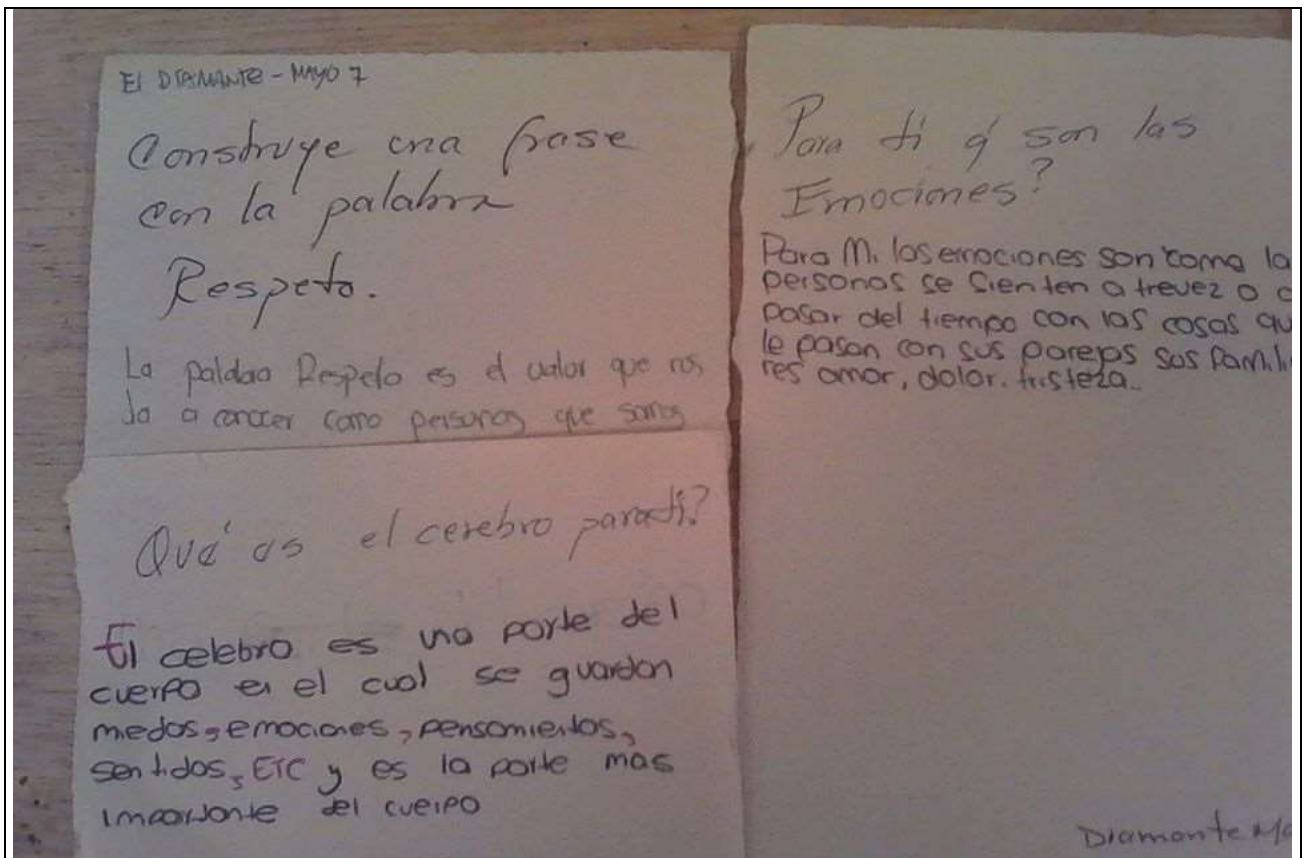 El DIAMANTE - MAYO 7
Construye una frase
con la palabra
Respeto.
La palabra Respeto es el valor que nos
da a conocer como personas que somos
Qué es el cerebro para ti?
El celebro es una parte del
cuerpo en el cual se guardan
miedos, emociones, pensamientos,
sentidos, ETC y es la parte mas
importante del cuerpo
Para ti q' son las
Emociones?
Para Mi las emociones son como la
personas se sienten a trevez o a
pasar del tiempo con las cosas qu
le pasan con sus parejas sus famili
res amor, dolor. tristeza..
Diamante Ma